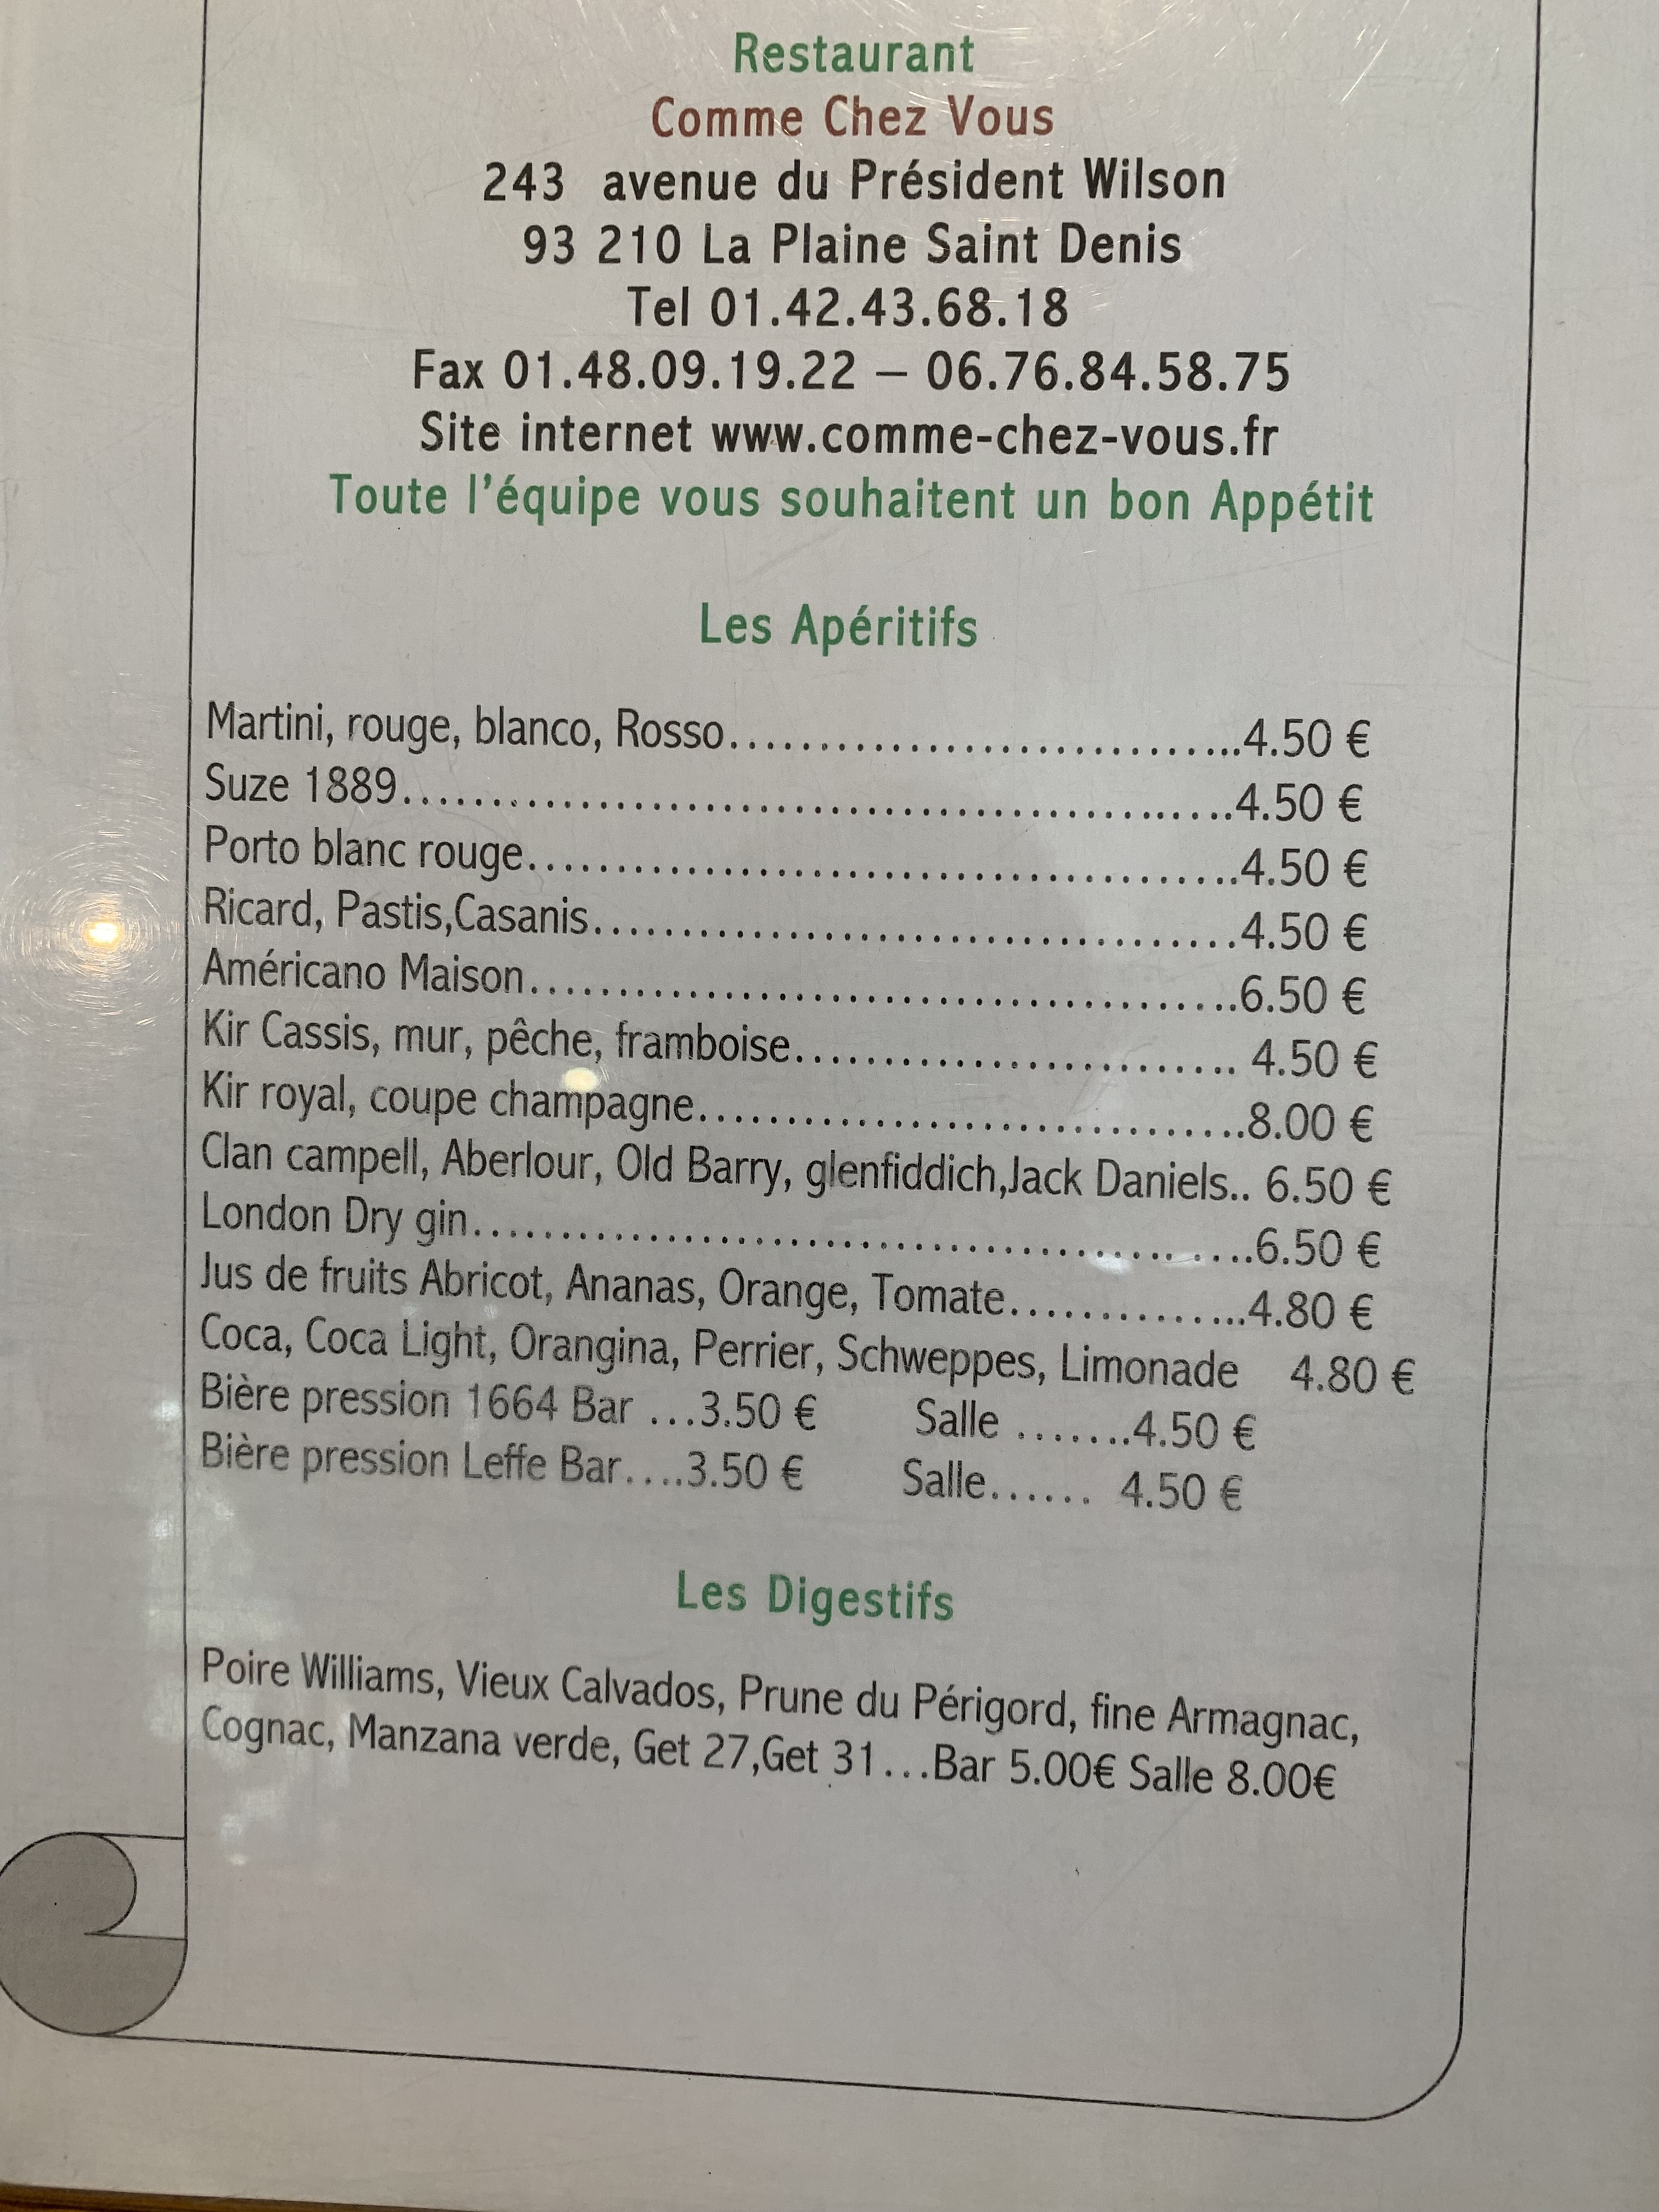 Restaurant
Comme Chez Vous
243 avenue du Président Wilson
93 210 La Plaine Saint Denis
Tel 01.42.43.68.18
Fax 01.48.09.19.22 – 06.76.84.58.75
Site internet www.comme-chez-vous.fr
Toute l'équipe vous souhaitent un bon Appétit
Les Apéritifs
Martini, rouge, blanco, Rosso..................................4.50 €
Suze 1889..................................................4.50 €
Porto blanc rouge..........................................4.50 €
Ricard, Pastis,Casanis......................................4.50 €
Américano Maison..........................................6.50 €
Kir Cassis, mur, pêche, framboise........................... 4.50 €
Kir royal, coupe champagne.................................8.00 €
Clan campell, Aberlour, Old Barry, glenfiddich,Jack Daniels.. 6.50 €
London Dry gin.......................................... ....6.50 €
Jus de fruits Abricot, Ananas, Orange, Tomate...............4.80 €
Coca, Coca Light, Orangina, Perrier, Schweppes, Limonade 4.80 €
Bière pression 1664 Bar ...3.50 € Salle .......4.50 €
Bière pression Leffe Bar....3.50 € Salle...... 4.50 €
Les Digestifs
Poire Williams, Vieux Calvados, Prune du Périgord, fine Armagnac,
Cognac, Manzana verde, Get 27,Get 31...Bar 5.00€ Salle 8.00€